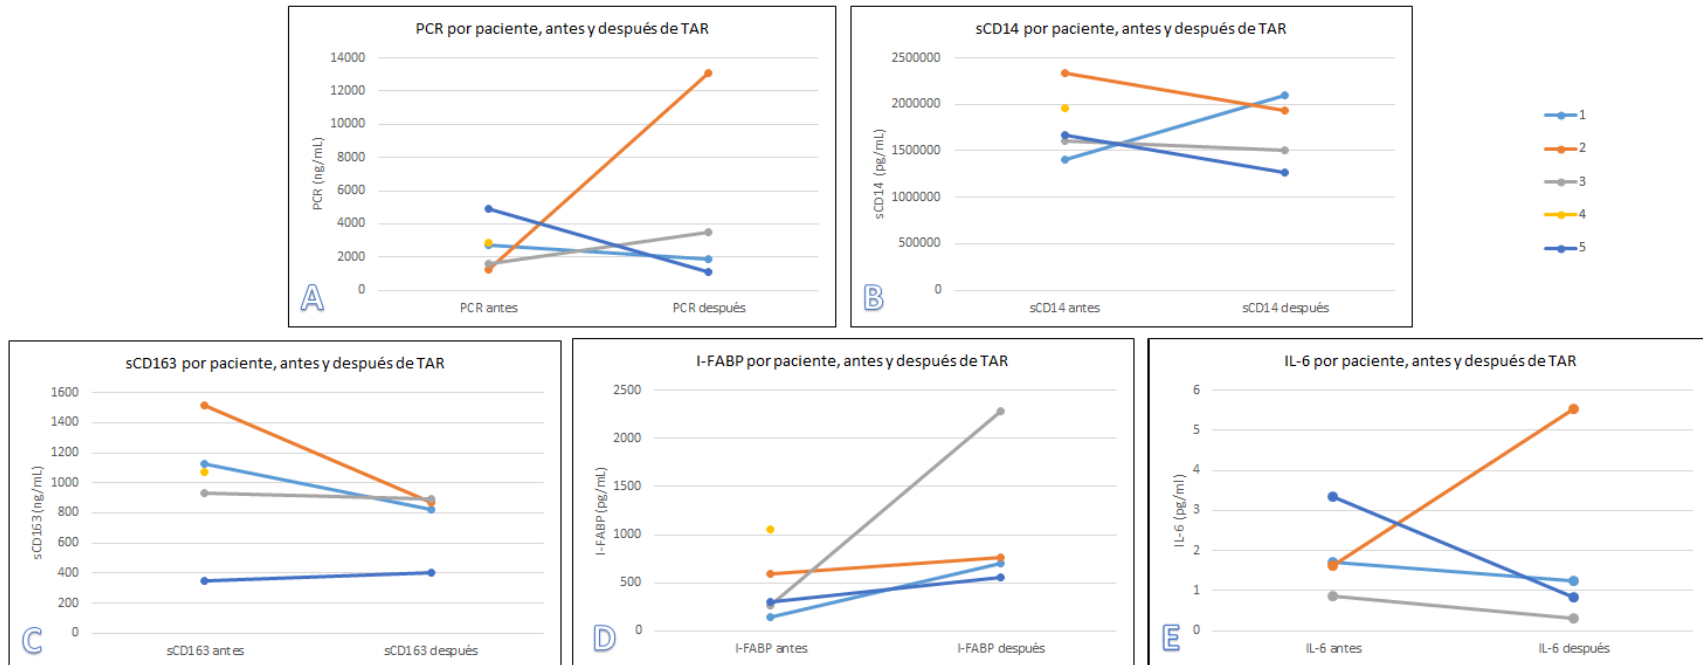 PCR por paciente, antes y después de TAR
14000
12000
10000
8000
6000
4000
2000
0
PCR (ng/mL)
PCR antes
PCR después
A
sCD14 por paciente, antes y después de TAR
2500000
2000000
1500000
1000000
500000
0
sCD14 (pg/mL)
sCD14 antes
sCD14 después
B
1
2
3
4
5
sCD163 por paciente, antes y después de TAR
1600
1400
1200
1000
800
600
400
200
0
sCD163 (ng/mL)
sCD163 antes
sCD163 después
C
I-FABP por paciente, antes y después de TAR
2500
2000
1500
1000
500
0
I-FABP (pg/mL)
I-FABP antes
I-FABP después
D
IL-6 por paciente, antes y después de TAR
6
5
4
3
2
1
0
IL-6 (pg/ml)
IL-6 antes
IL-6 después
E